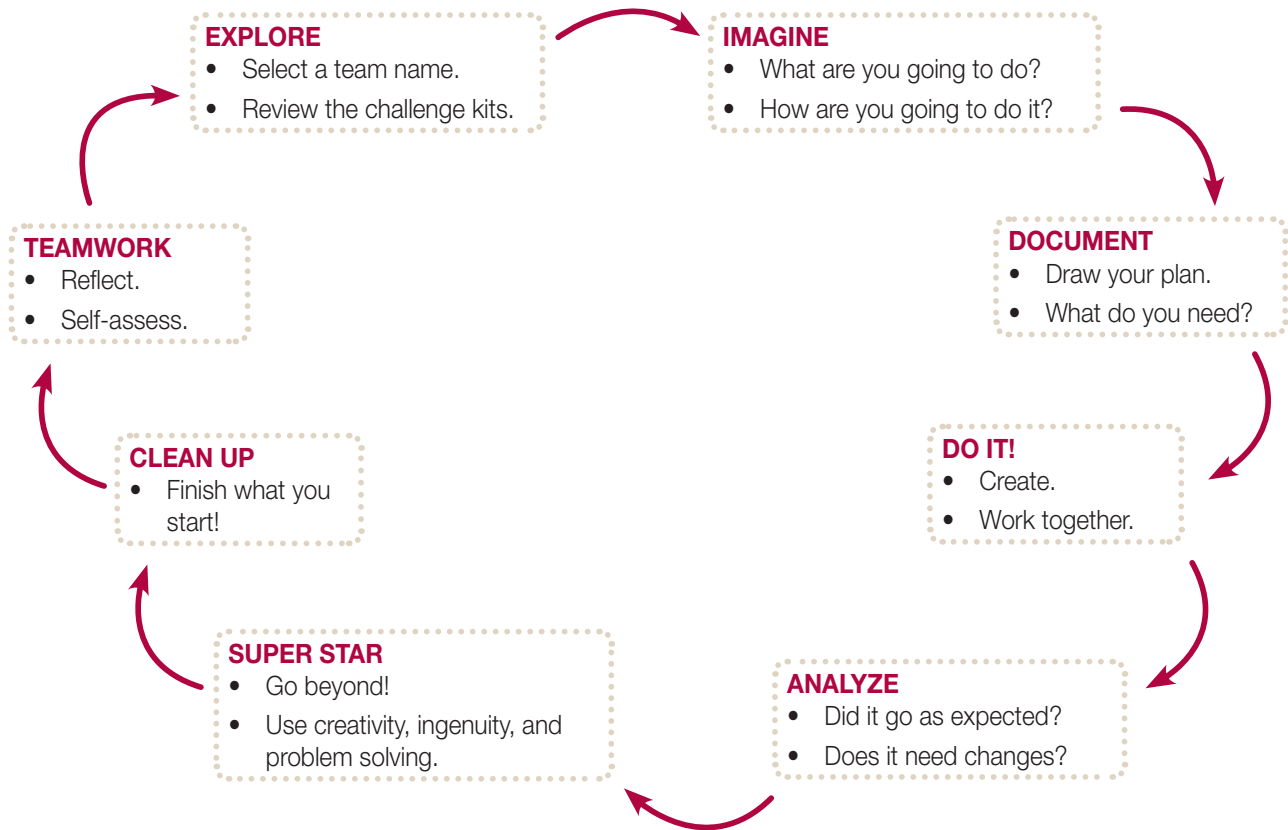 EXPLORE
• Select a team name.
• Review the challenge kits.
IMAGINE
• What are you going to do?
• How are you going to do it?
DOCUMENT
• Draw your plan.
• What do you need?
DO IT!
• Create.
• Work together.
ANALYZE
• Did it go as expected?
• Does it need changes?
SUPER STAR
• Go beyond!
• Use creativity, ingenuity, and
problem solving.
CLEAN UP
• Finish what you
start!
TEAMWORK
• Reflect.
• Self-assess.